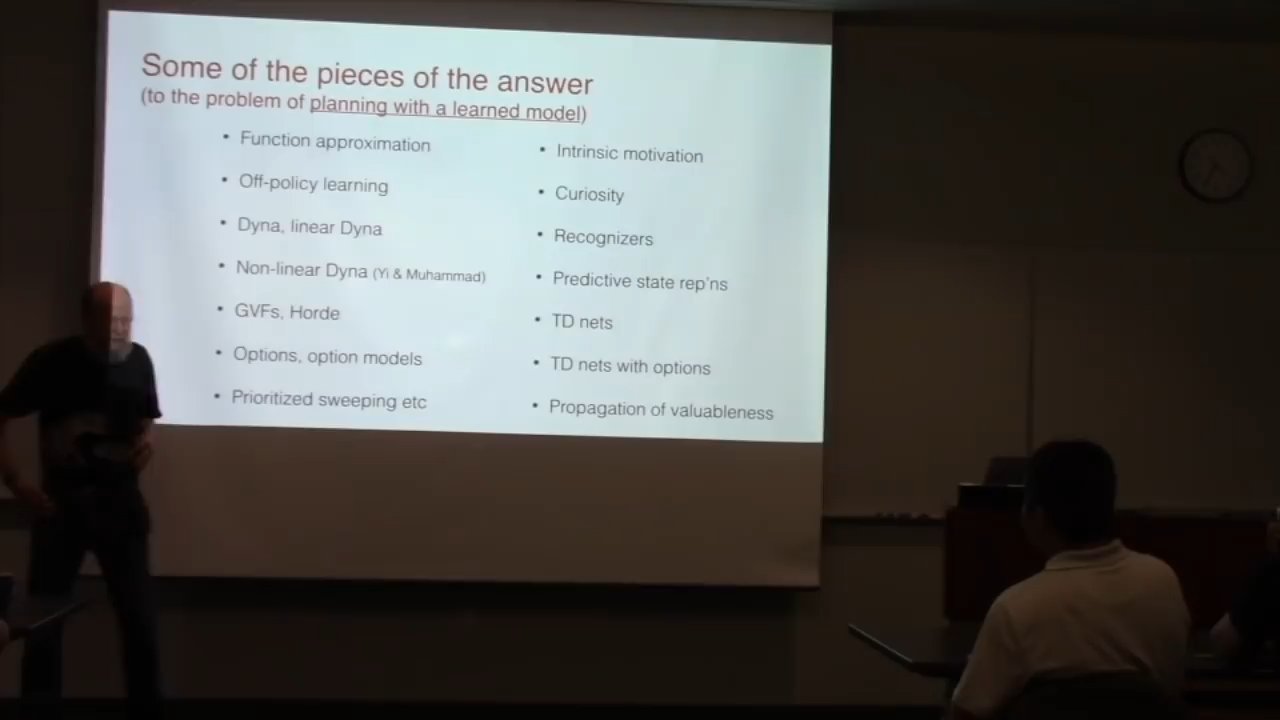 Some of the pieces of the answer
(to the problem of planning with a learned model)
• Function approximation
• Off-policy learning
• Dyna, linear Dyna
• Non-linear Dyna (Yi & Muhammad)
• GVFs, Horde
• Options, option models
• Prioritized sweeping etc
• Intrinsic motivation
• Curiosity
• Recognizers
• Predictive state rep'ns
• TD nets
• TD nets with options
• Propagation of valuableness